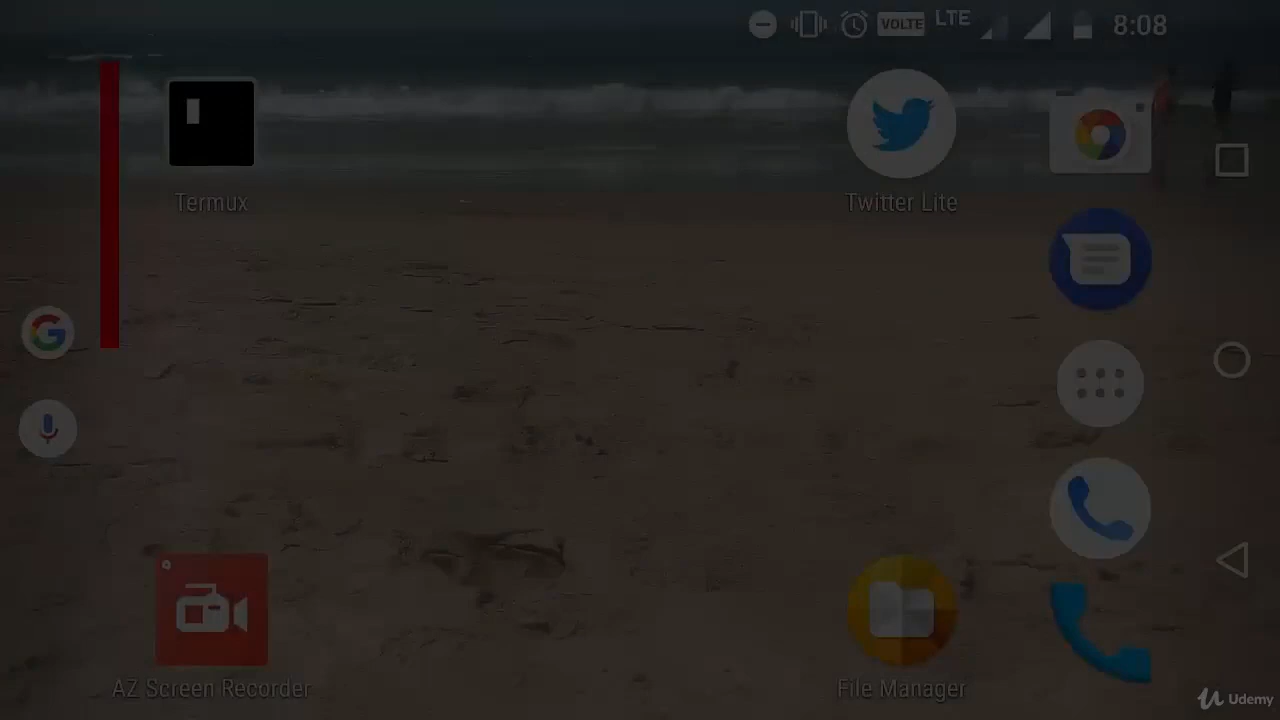 VOLTE LTE 8:08
Termux
Twitter Lite
AZ Screen Recorder
File Manager
Udemy